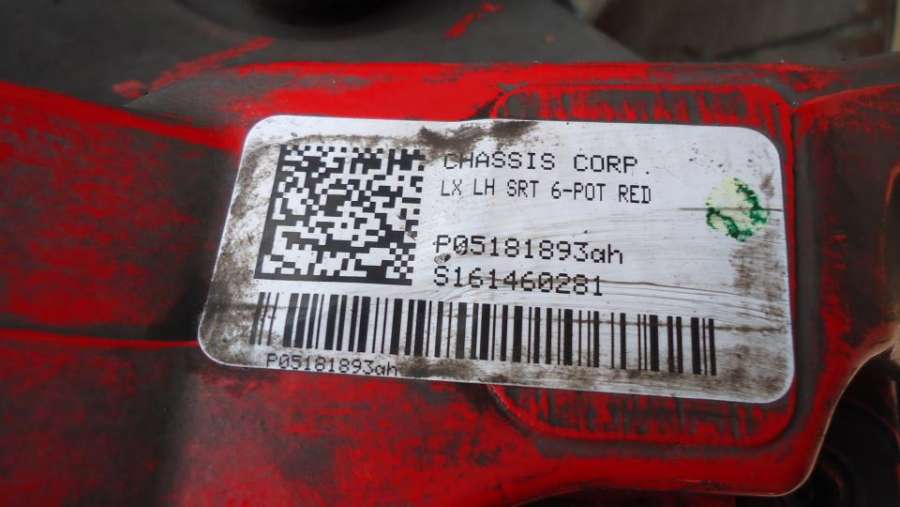 CHASSIS CORP.
LX LH SRT 6-POT RED
P05181893ah
S161460281
P05181893ah